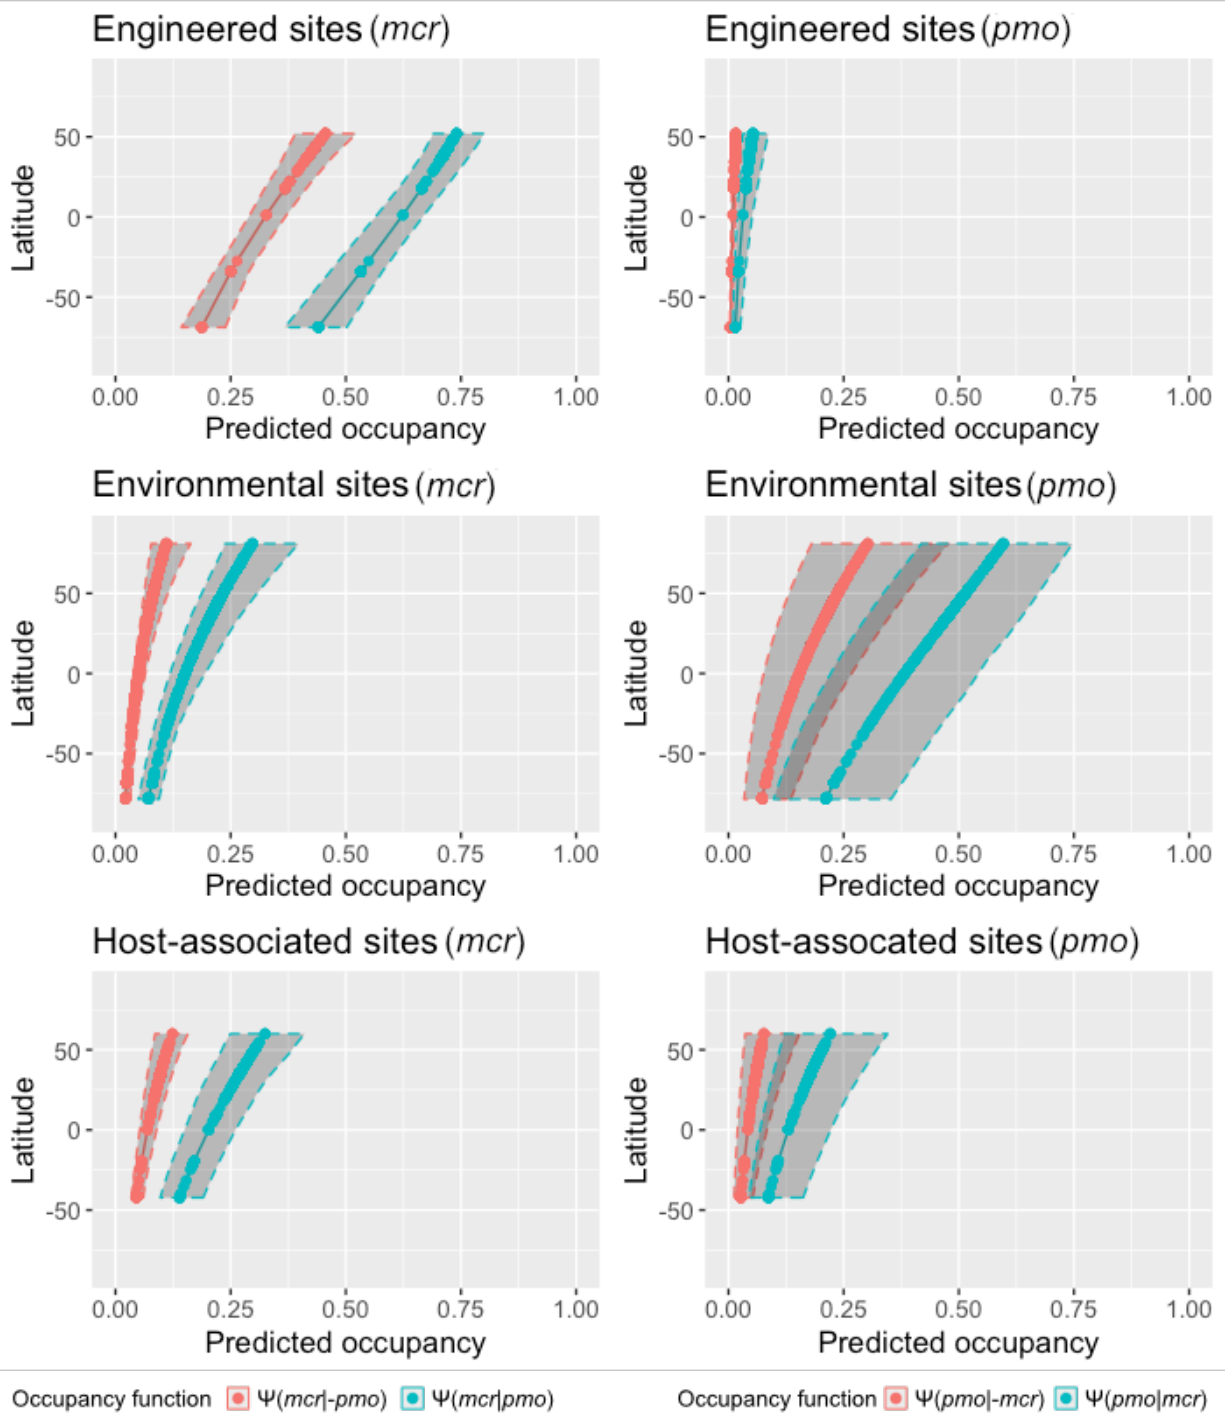 Engineered sites (mcr)
50
0
-50
Latitude
0.00 0.25 0.50 0.75 1.00
Predicted occupancy
Engineered sites (pmo)
50
0
-50
Latitude
0.00 0.25 0.50 0.75 1.00
Predicted occupancy
Environmental sites (mcr)
50
0
-50
Latitude
0.00 0.25 0.50 0.75 1.00
Predicted occupancy
Environmental sites (pmo)
50
0
-50
Latitude
0.00 0.25 0.50 0.75 1.00
Predicted occupancy
Host-associated sites (mcr)
50
0
-50
Latitude
0.00 0.25 0.50 0.75 1.00
Predicted occupancy
Host-assocated sites (pmo)
50
0
-50
Latitude
0.00 0.25 0.50 0.75 1.00
Predicted occupancy
Occupancy function Ψ(mcr|-pmo) Ψ(mcr|pmo)
Occupancy function Ψ(pmo|-mcr) Ψ(pmo|mcr)